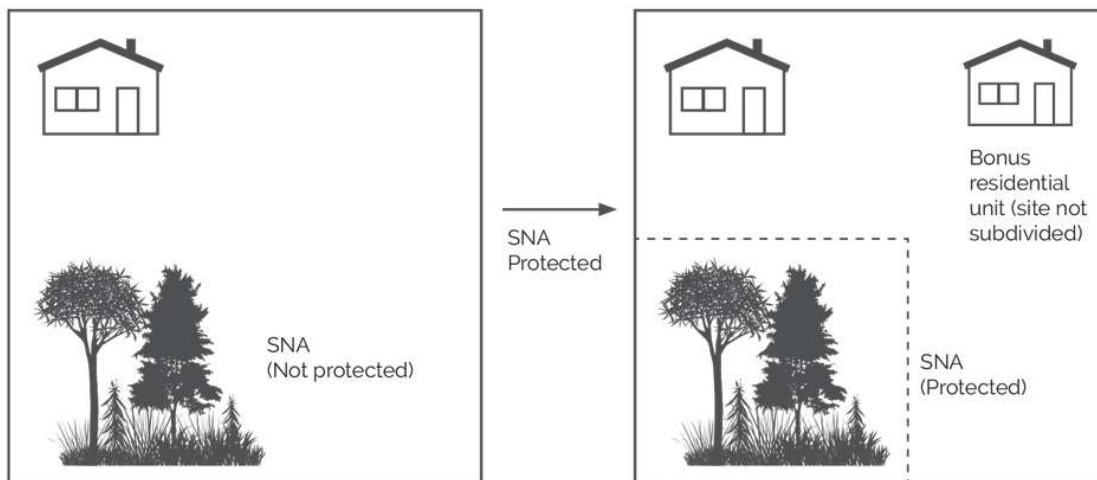 SNA
(Not protected)
SNA
Protected
Bonus
residential
unit (site not
subdivided)
SNA
(Protected)